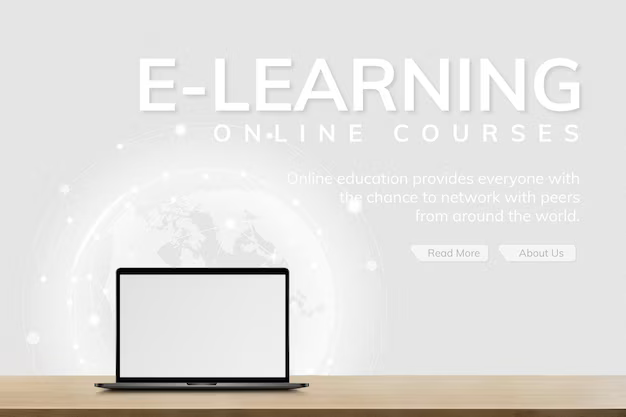 E-LEARNING
ONLINE COURSES
Online education provides everyone with
the chance to network with peers
from around the world.
Read More
About Us